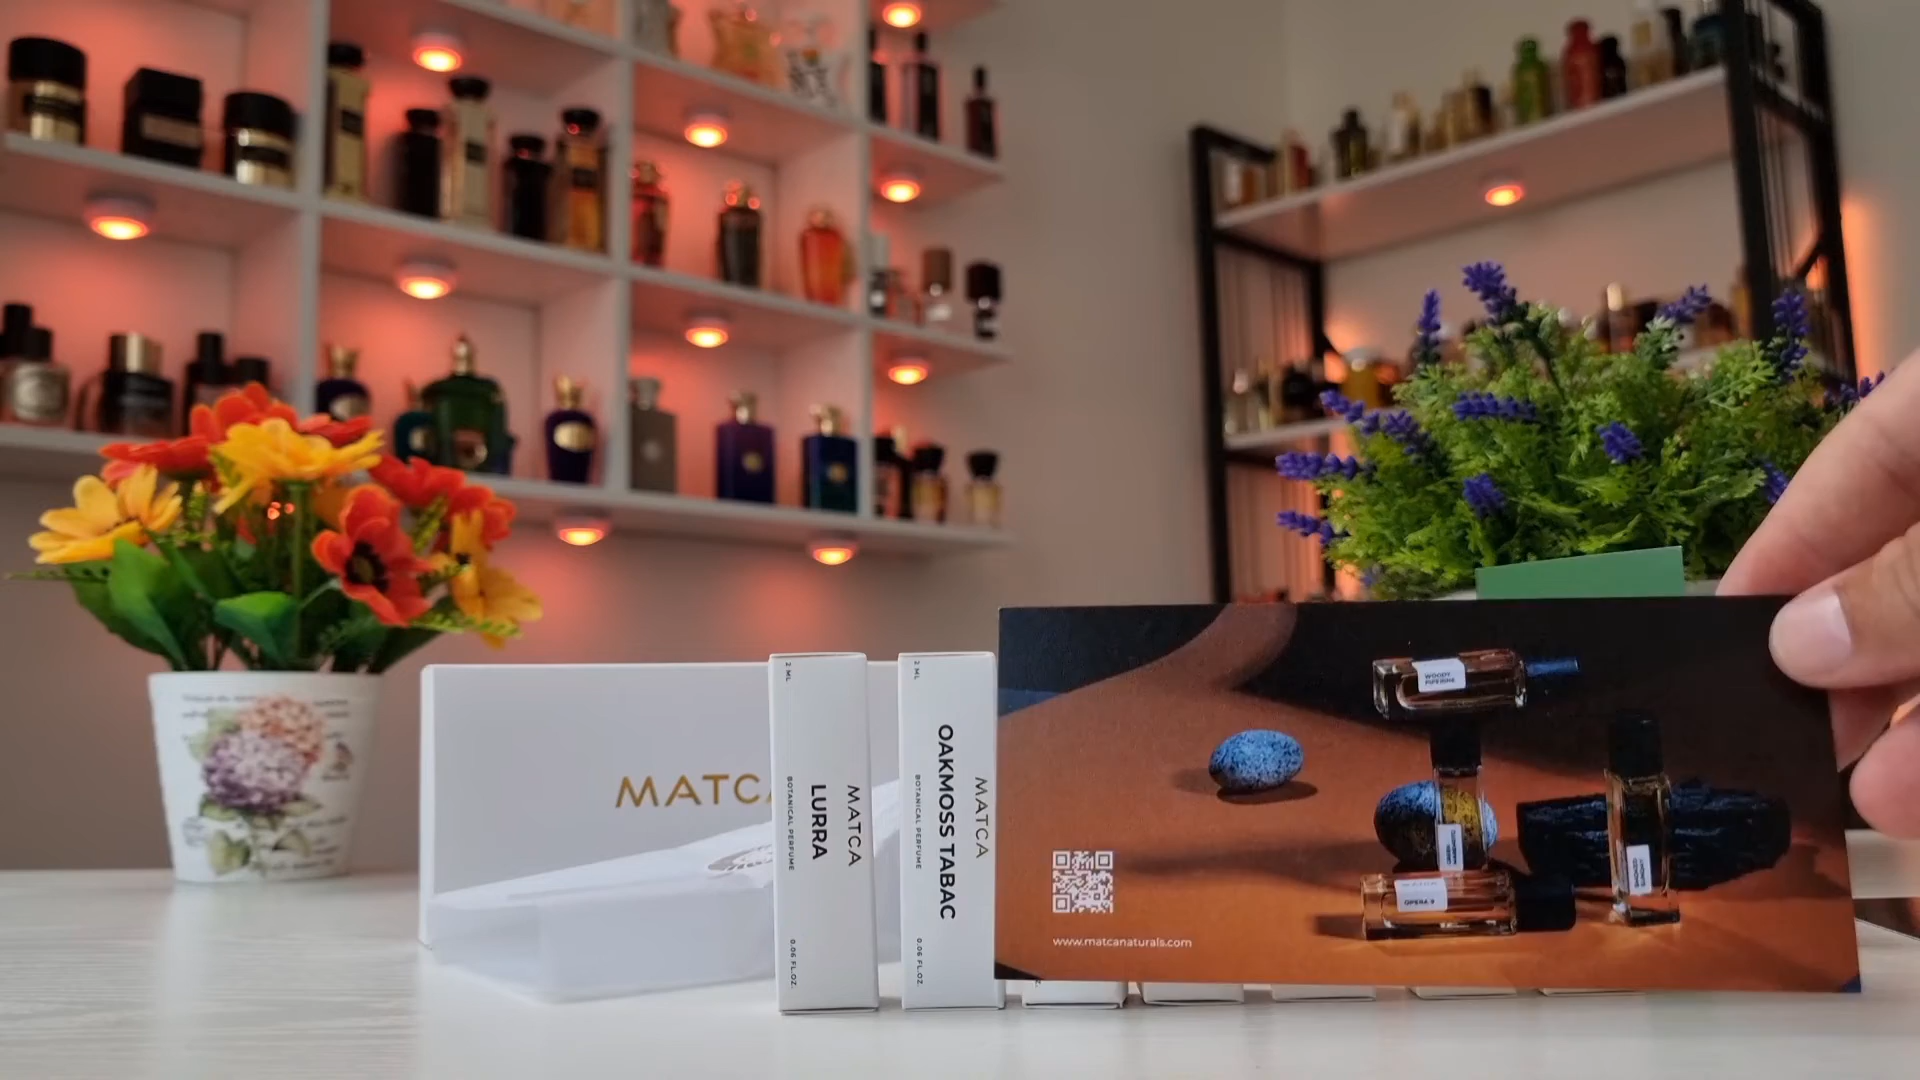 MATCA
2 ML
MATCA
LURRA
BOTANICAL PERFUME
0.06 FL.OZ.
2 ML
MATCA
OAKMOSS TABAC
BOTANICAL PERFUME
0.06 FL.OZ.
WOODY
OPERA 9
www.matcanaturals.com